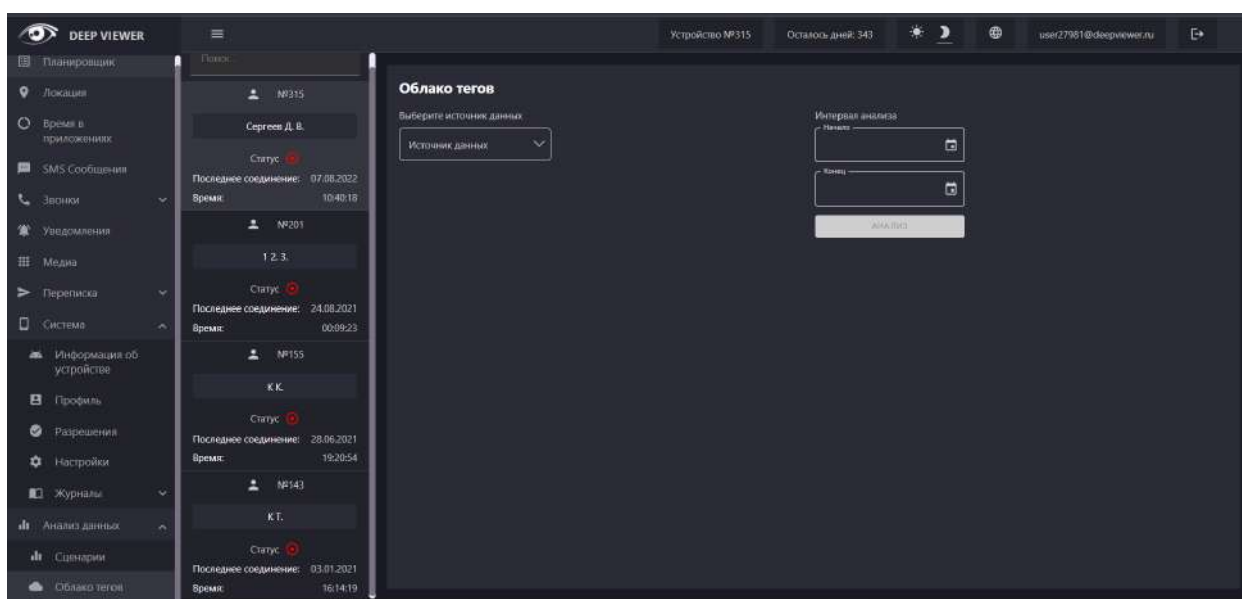 DEEP VIEWER
Устройство №315
Осталось дней: 343
user27981@deepviewer.ru
Планировщик
Локация
Время в
приложениях
SMS Сообщения
Звонки
Уведомления
Медиа
Переписка
Система
Информация об
устройстве
Профиль
Разрешения
Настройки
Журналы
Анализ данных
Сценарии
Облако тегов
Поиск...
№315
Сергеев Д. В.
Статус
Последнее соединение: 07.08.2022
Время: 10:40:18
№201
1 2. 3.
Статус
Последнее соединение: 24.08.2021
Время: 00:09:23
№155
К К.
Статус
Последнее соединение: 28.06.2021
Время: 19:20:54
№143
К Т.
Статус
Последнее соединение: 03.01.2021
Время: 16:14:19
Облако тегов
Выберите источник данных
Источник данных
Интервал анализа
Начало
Конец
АНАЛИЗ